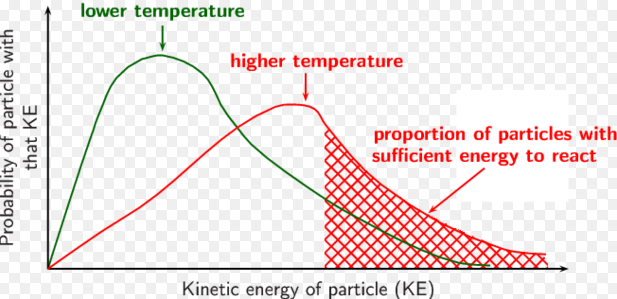 lower temperature
higher temperature
proportion of particles with
sufficient energy to react
Probability of particle with
that KE
Kinetic energy of particle (KE)